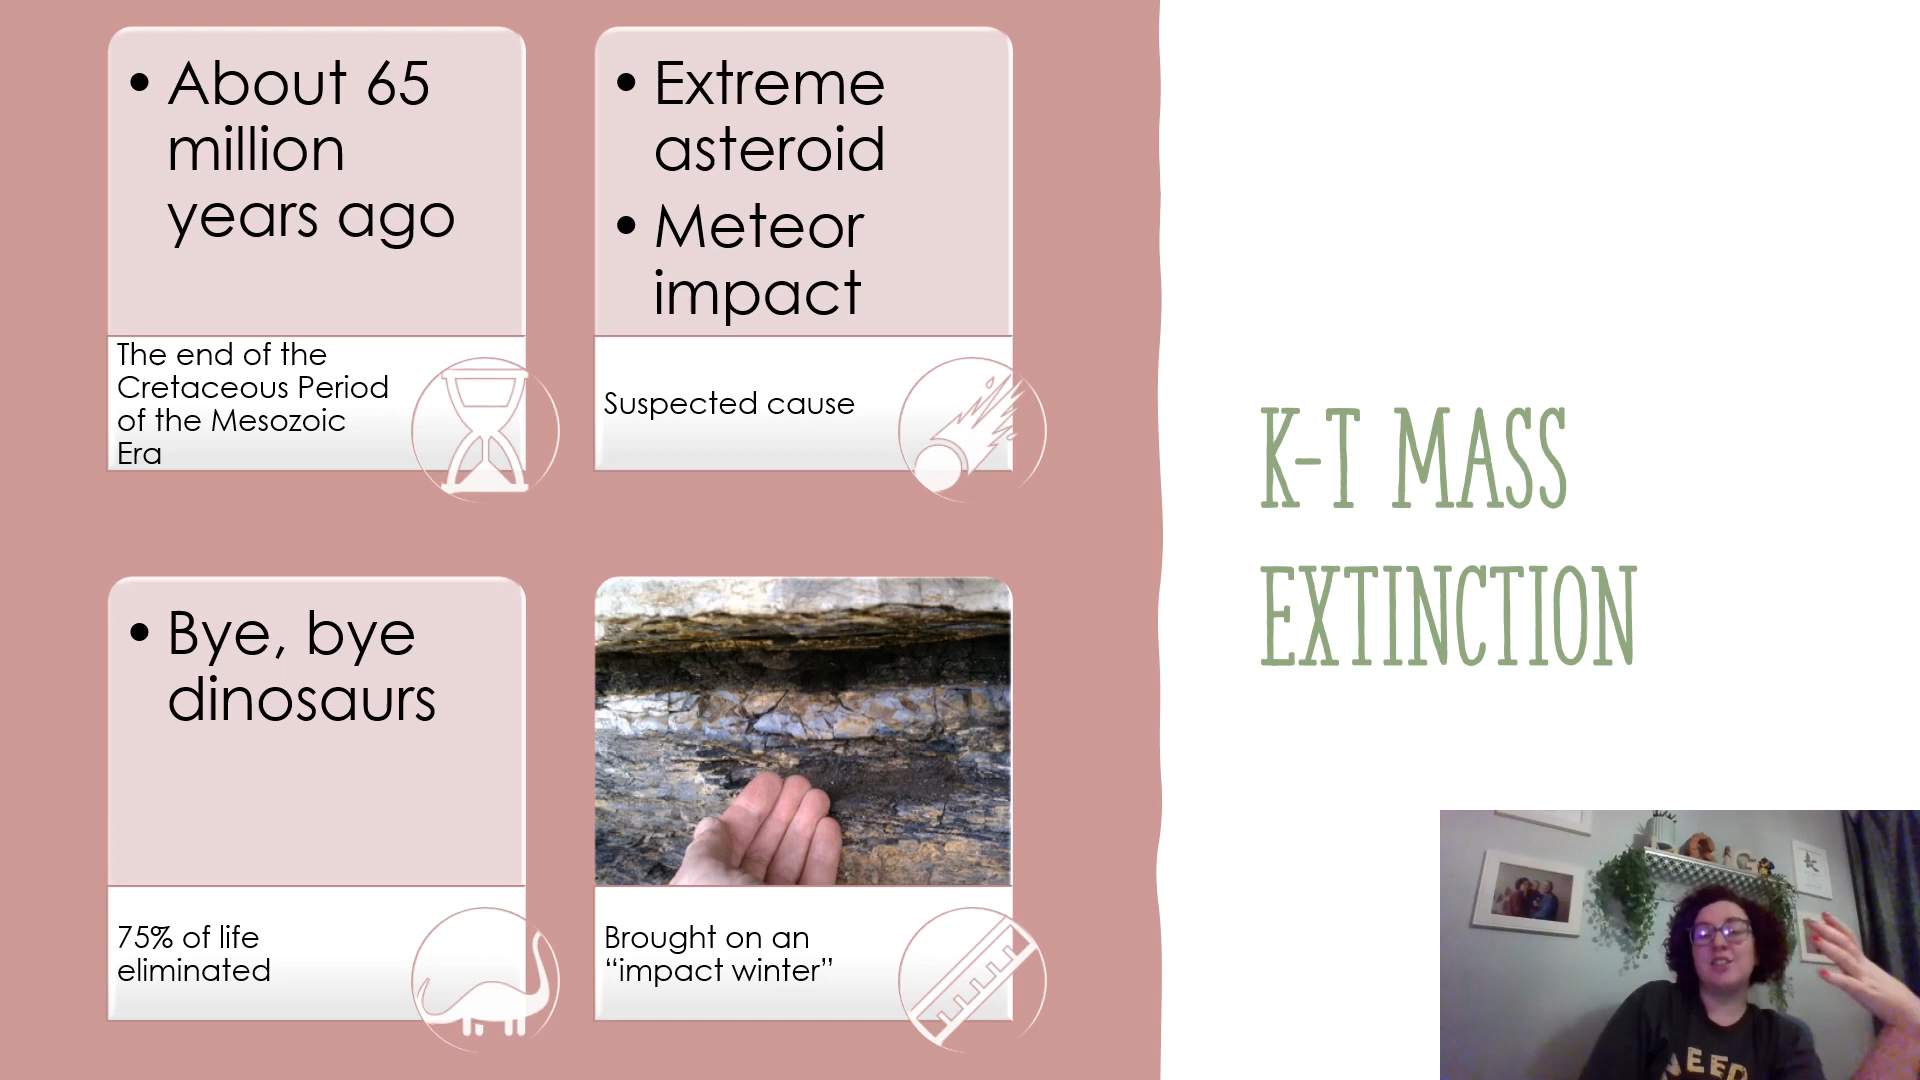 • About 65
million
years ago
The end of the
Cretaceous Period
of the Mesozoic
Era
• Extreme
asteroid
• Meteor
impact
Suspected cause
• Bye, bye
dinosaurs
75% of life
eliminated
Brought on an
“impact winter”
K-T MASS
EXTINCTION